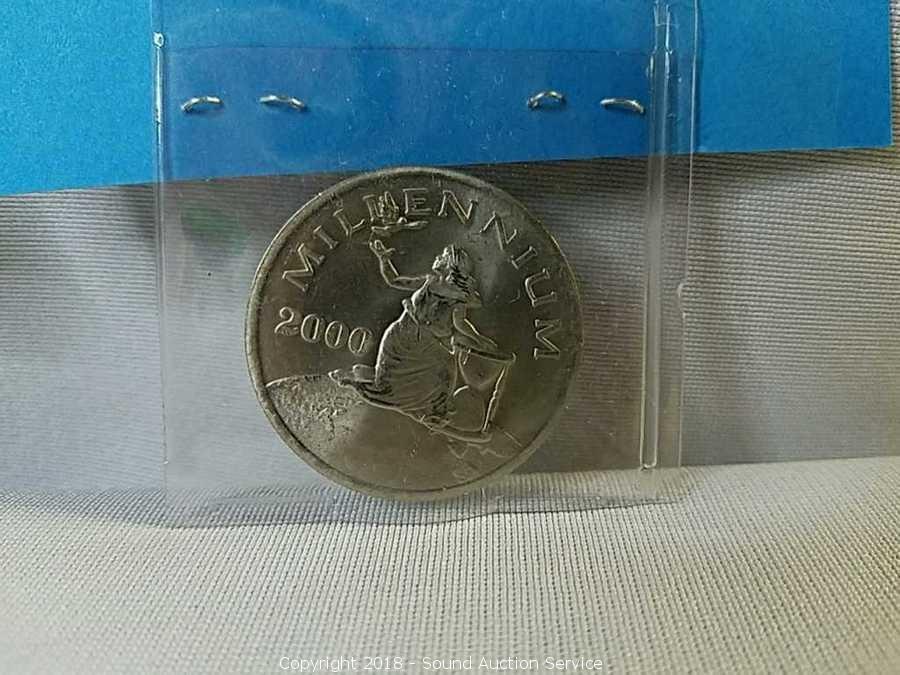 MILLENNIUM
2000
Copyright 2018 - Sound Auction Service